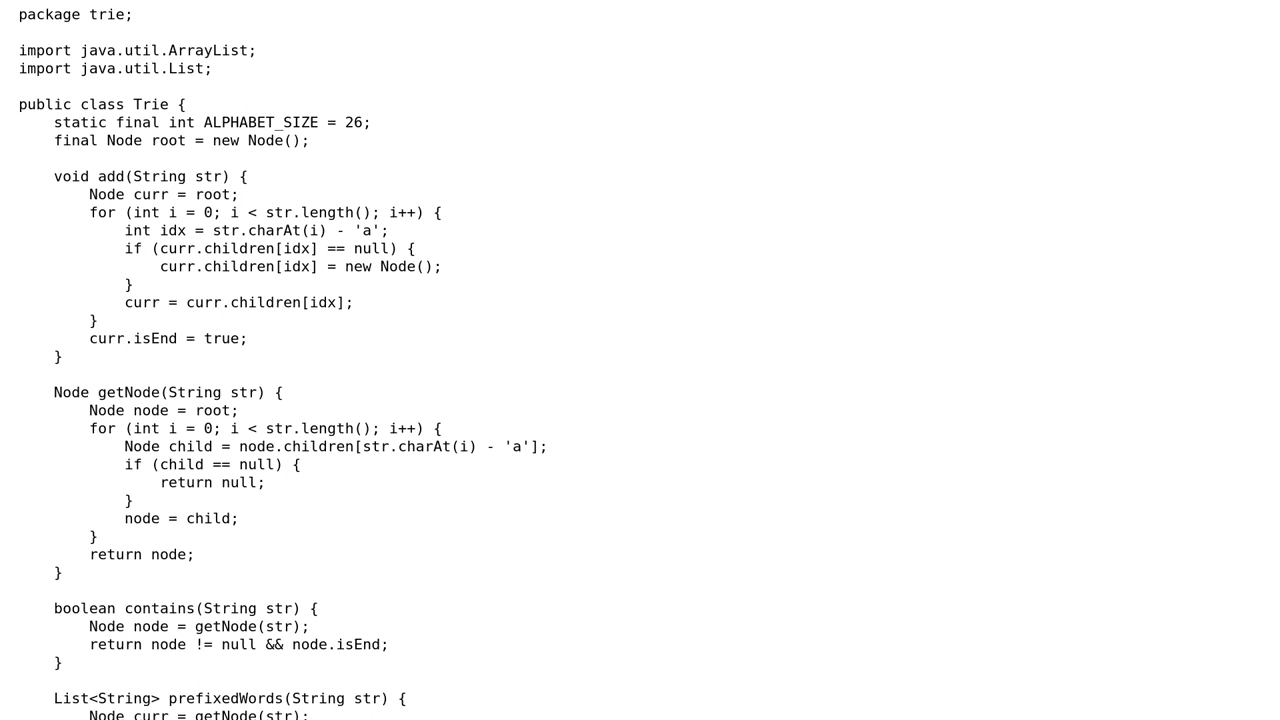 package trie;

import java.util.ArrayList;
import java.util.List;

public class Trie {
    static final int ALPHABET_SIZE = 26;
    final Node root = new Node();

    void add(String str) {
        Node curr = root;
        for (int i = 0; i < str.length(); i++) {
            int idx = str.charAt(i) - 'a';
            if (curr.children[idx] == null) {
                curr.children[idx] = new Node();
            }
            curr = curr.children[idx];
        }
        curr.isEnd = true;
    }

    Node getNode(String str) {
        Node node = root;
        for (int i = 0; i < str.length(); i++) {
            Node child = node.children[str.charAt(i) - 'a'];
            if (child == null) {
                return null;
            }
            node = child;
        }
        return node;
    }

    boolean contains(String str) {
        Node node = getNode(str);
        return node != null && node.isEnd;
    }

    List<String> prefixedWords(String str) {
        Node curr = getNode(str);